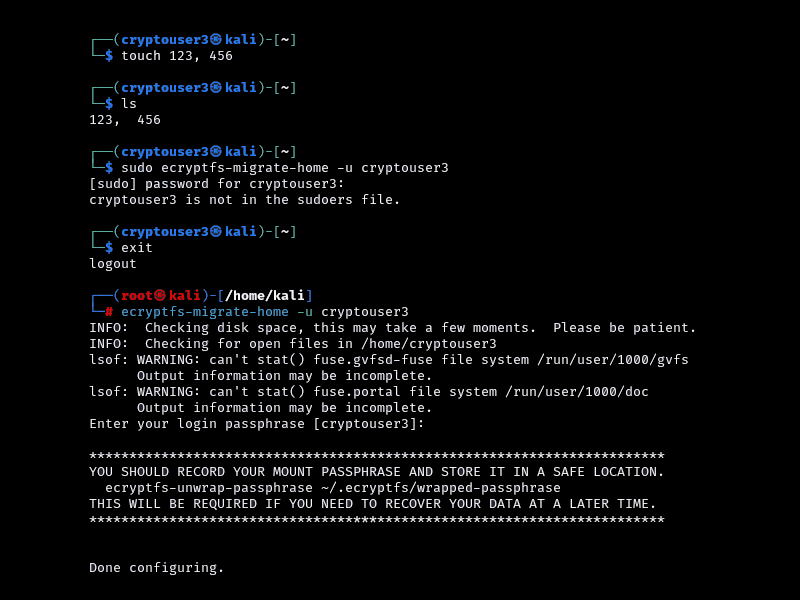 ┌──(cryptouser3㉿kali)-[~]
└─$ touch 123, 456
┌──(cryptouser3㉿kali)-[~]
└─$ ls
123,  456
┌──(cryptouser3㉿kali)-[~]
└─$ sudo ecryptfs-migrate-home -u cryptouser3
[sudo] password for cryptouser3:
cryptouser3 is not in the sudoers file.
┌──(cryptouser3㉿kali)-[~]
└─$ exit
logout
┌──(root㉿kali)-[/home/kali]
└─# ecryptfs-migrate-home -u cryptouser3
INFO:  Checking disk space, this may take a few moments.  Please be patient.
INFO:  Checking for open files in /home/cryptouser3
lsof: WARNING: can't stat() fuse.gvfsd-fuse file system /run/user/1000/gvfs
      Output information may be incomplete.
lsof: WARNING: can't stat() fuse.portal file system /run/user/1000/doc
      Output information may be incomplete.
Enter your login passphrase [cryptouser3]:
************************************************************************
YOU SHOULD RECORD YOUR MOUNT PASSPHRASE AND STORE IT IN A SAFE LOCATION.
  ecryptfs-unwrap-passphrase ~/.ecryptfs/wrapped-passphrase
THIS WILL BE REQUIRED IF YOU NEED TO RECOVER YOUR DATA AT A LATER TIME.
************************************************************************
Done configuring.